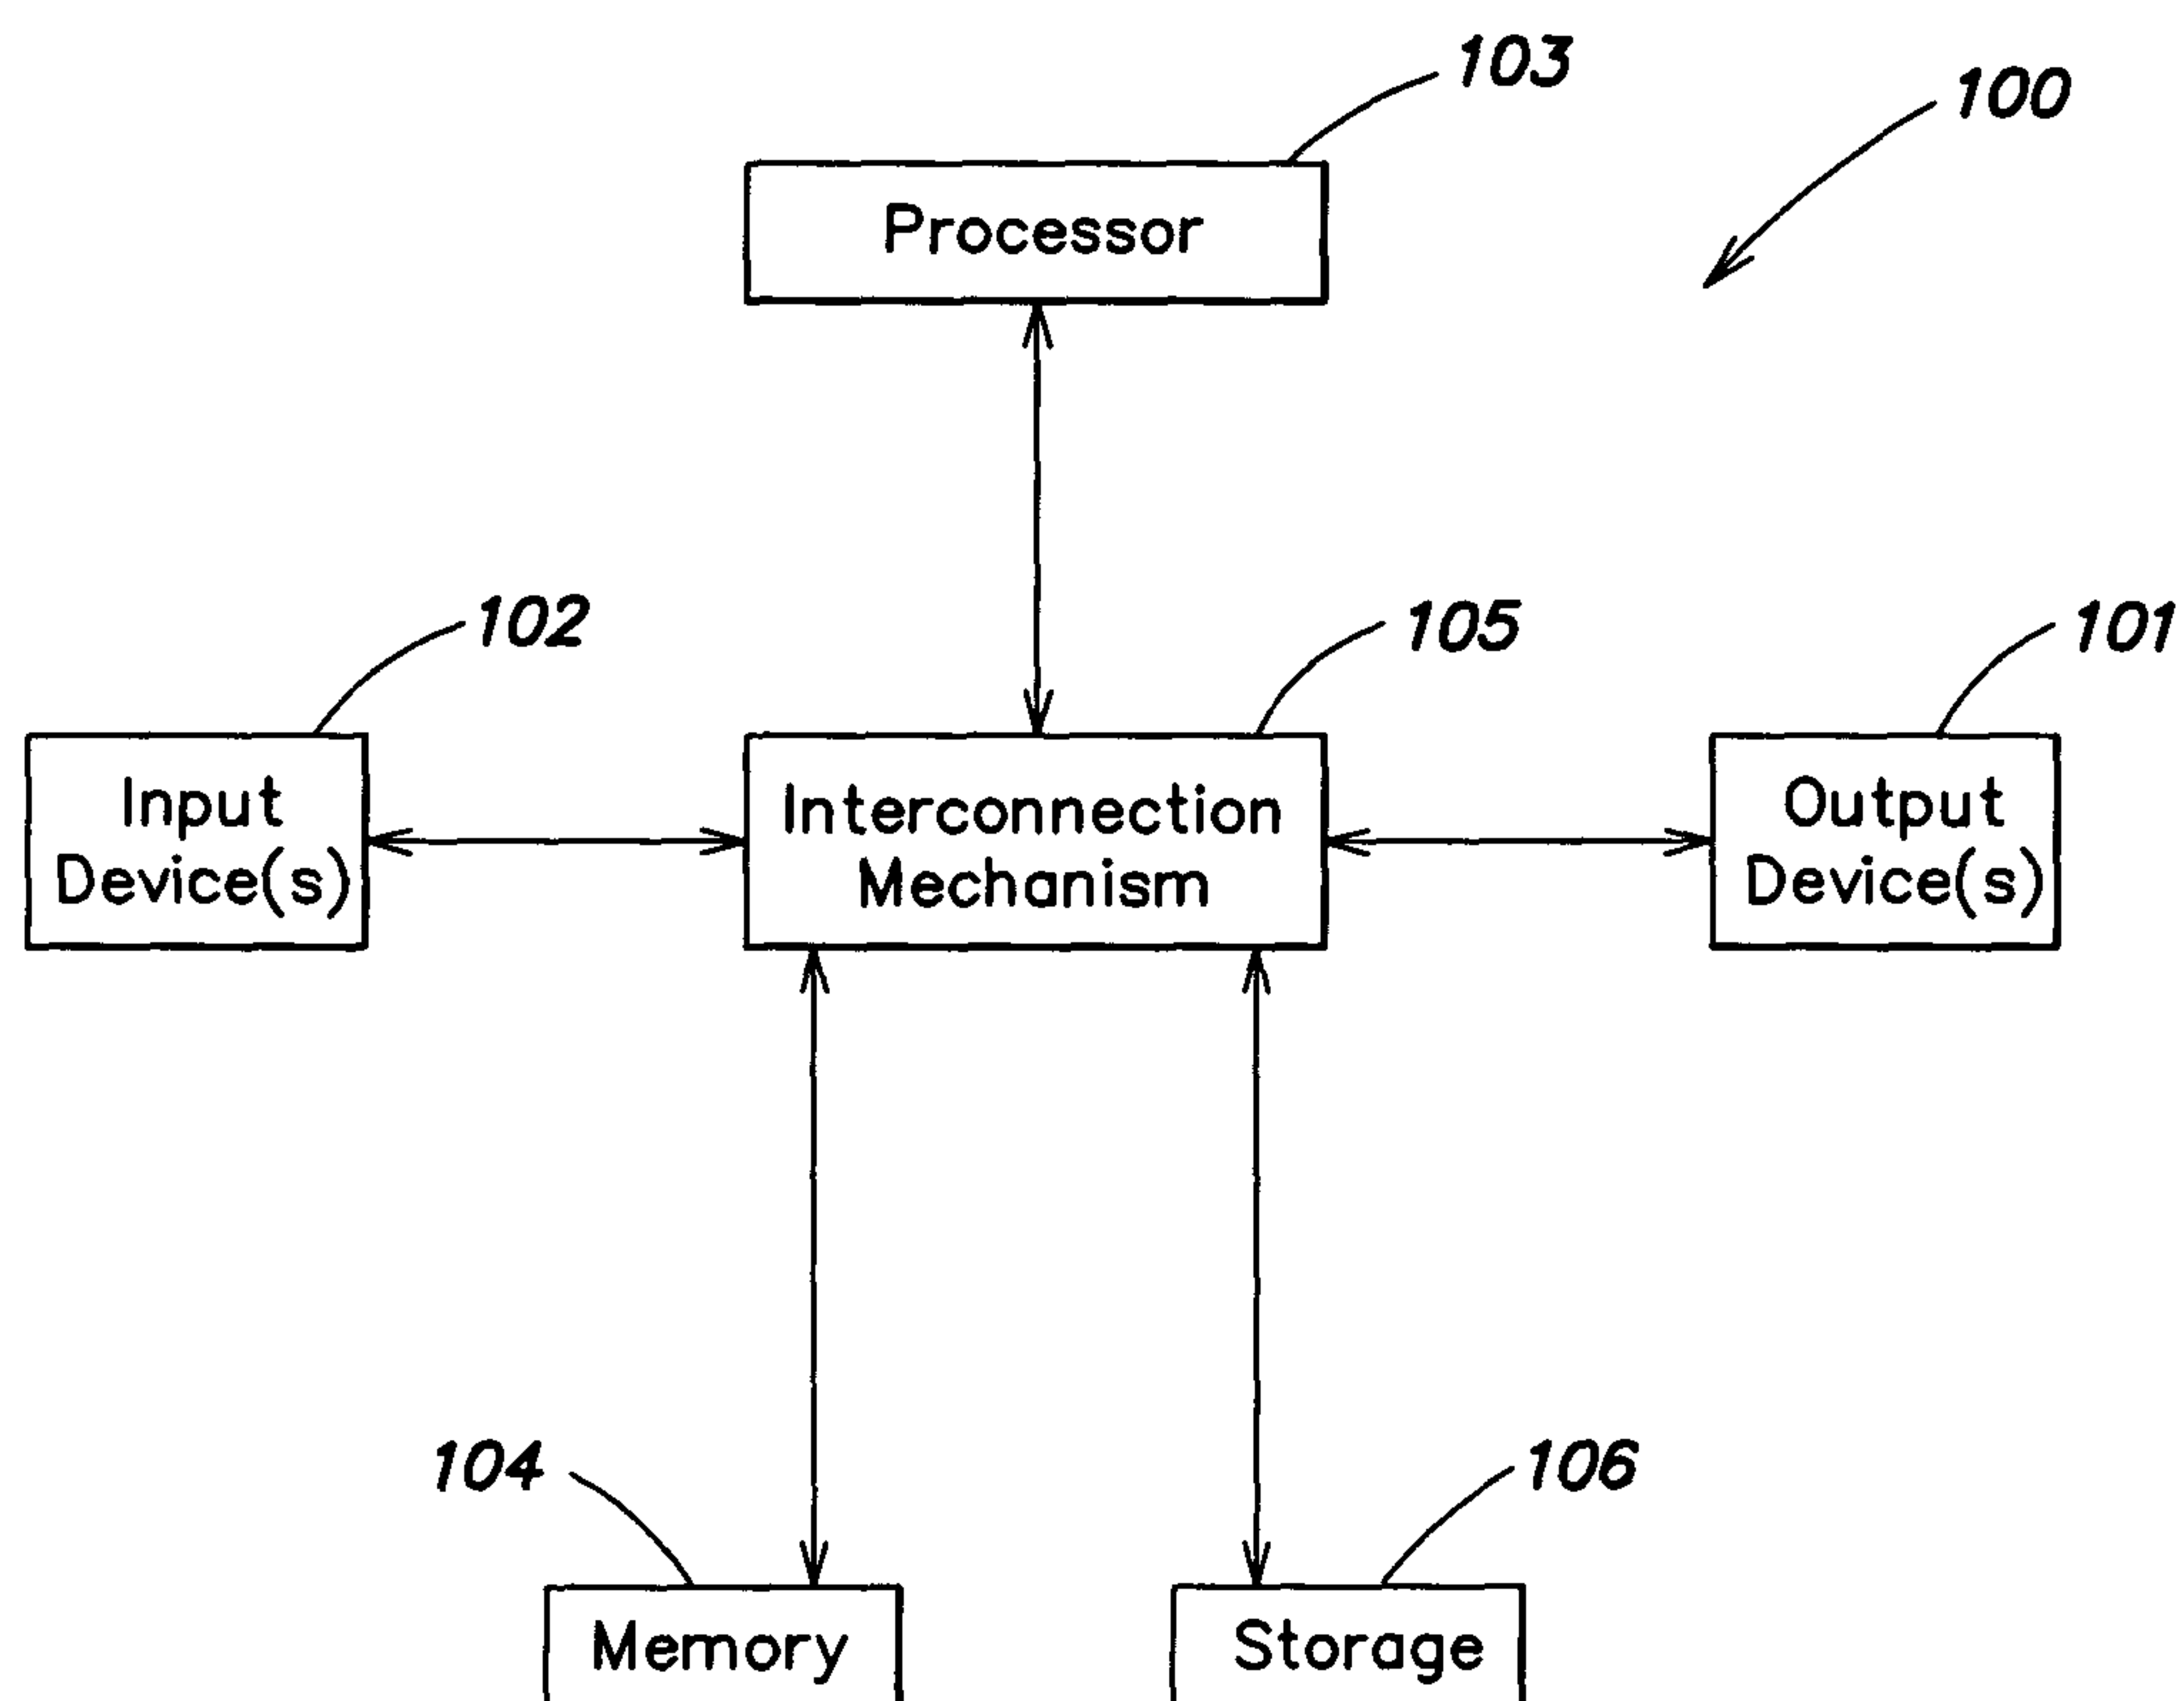 103
100
Processor
102
105
101
Input
Device(s)
Interconnection
Mechanism
Output
Device(s)
104
106
Memory
Storage